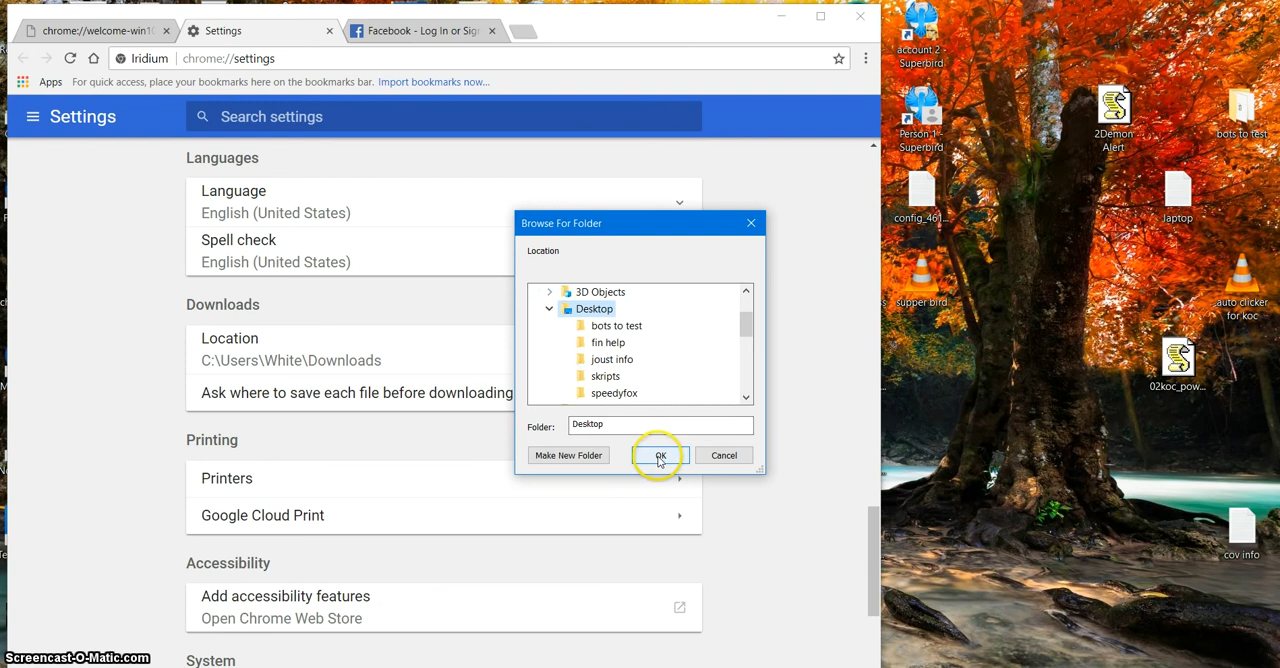 chrome://welcome-win10
Settings
Facebook - Log In or Sign
Iridium
chrome://settings
Apps
For quick access, place your bookmarks here on the bookmarks bar.
Import bookmarks now...
Settings
Search settings
Languages
Language
English (United States)
Spell check
English (United States)
Downloads
Location
C:\Users\White\Downloads
Ask where to save each file before downloading
Printing
Printers
Google Cloud Print
Accessibility
Add accessibility features
Open Chrome Web Store
System
Browse For Folder
Location
3D Objects
Desktop
bots to test
fin help
joust info
skripts
speedyfox
Folder:
Desktop
Make New Folder
OK
Cancel
account 2
Superbird
Person 1 -
Superbird
config_461...
supper bird
2Demon
Alert
laptop
02koc_pow...
bots to test
auto clicker
for koc
cov info
Screencast-O-Matic.com